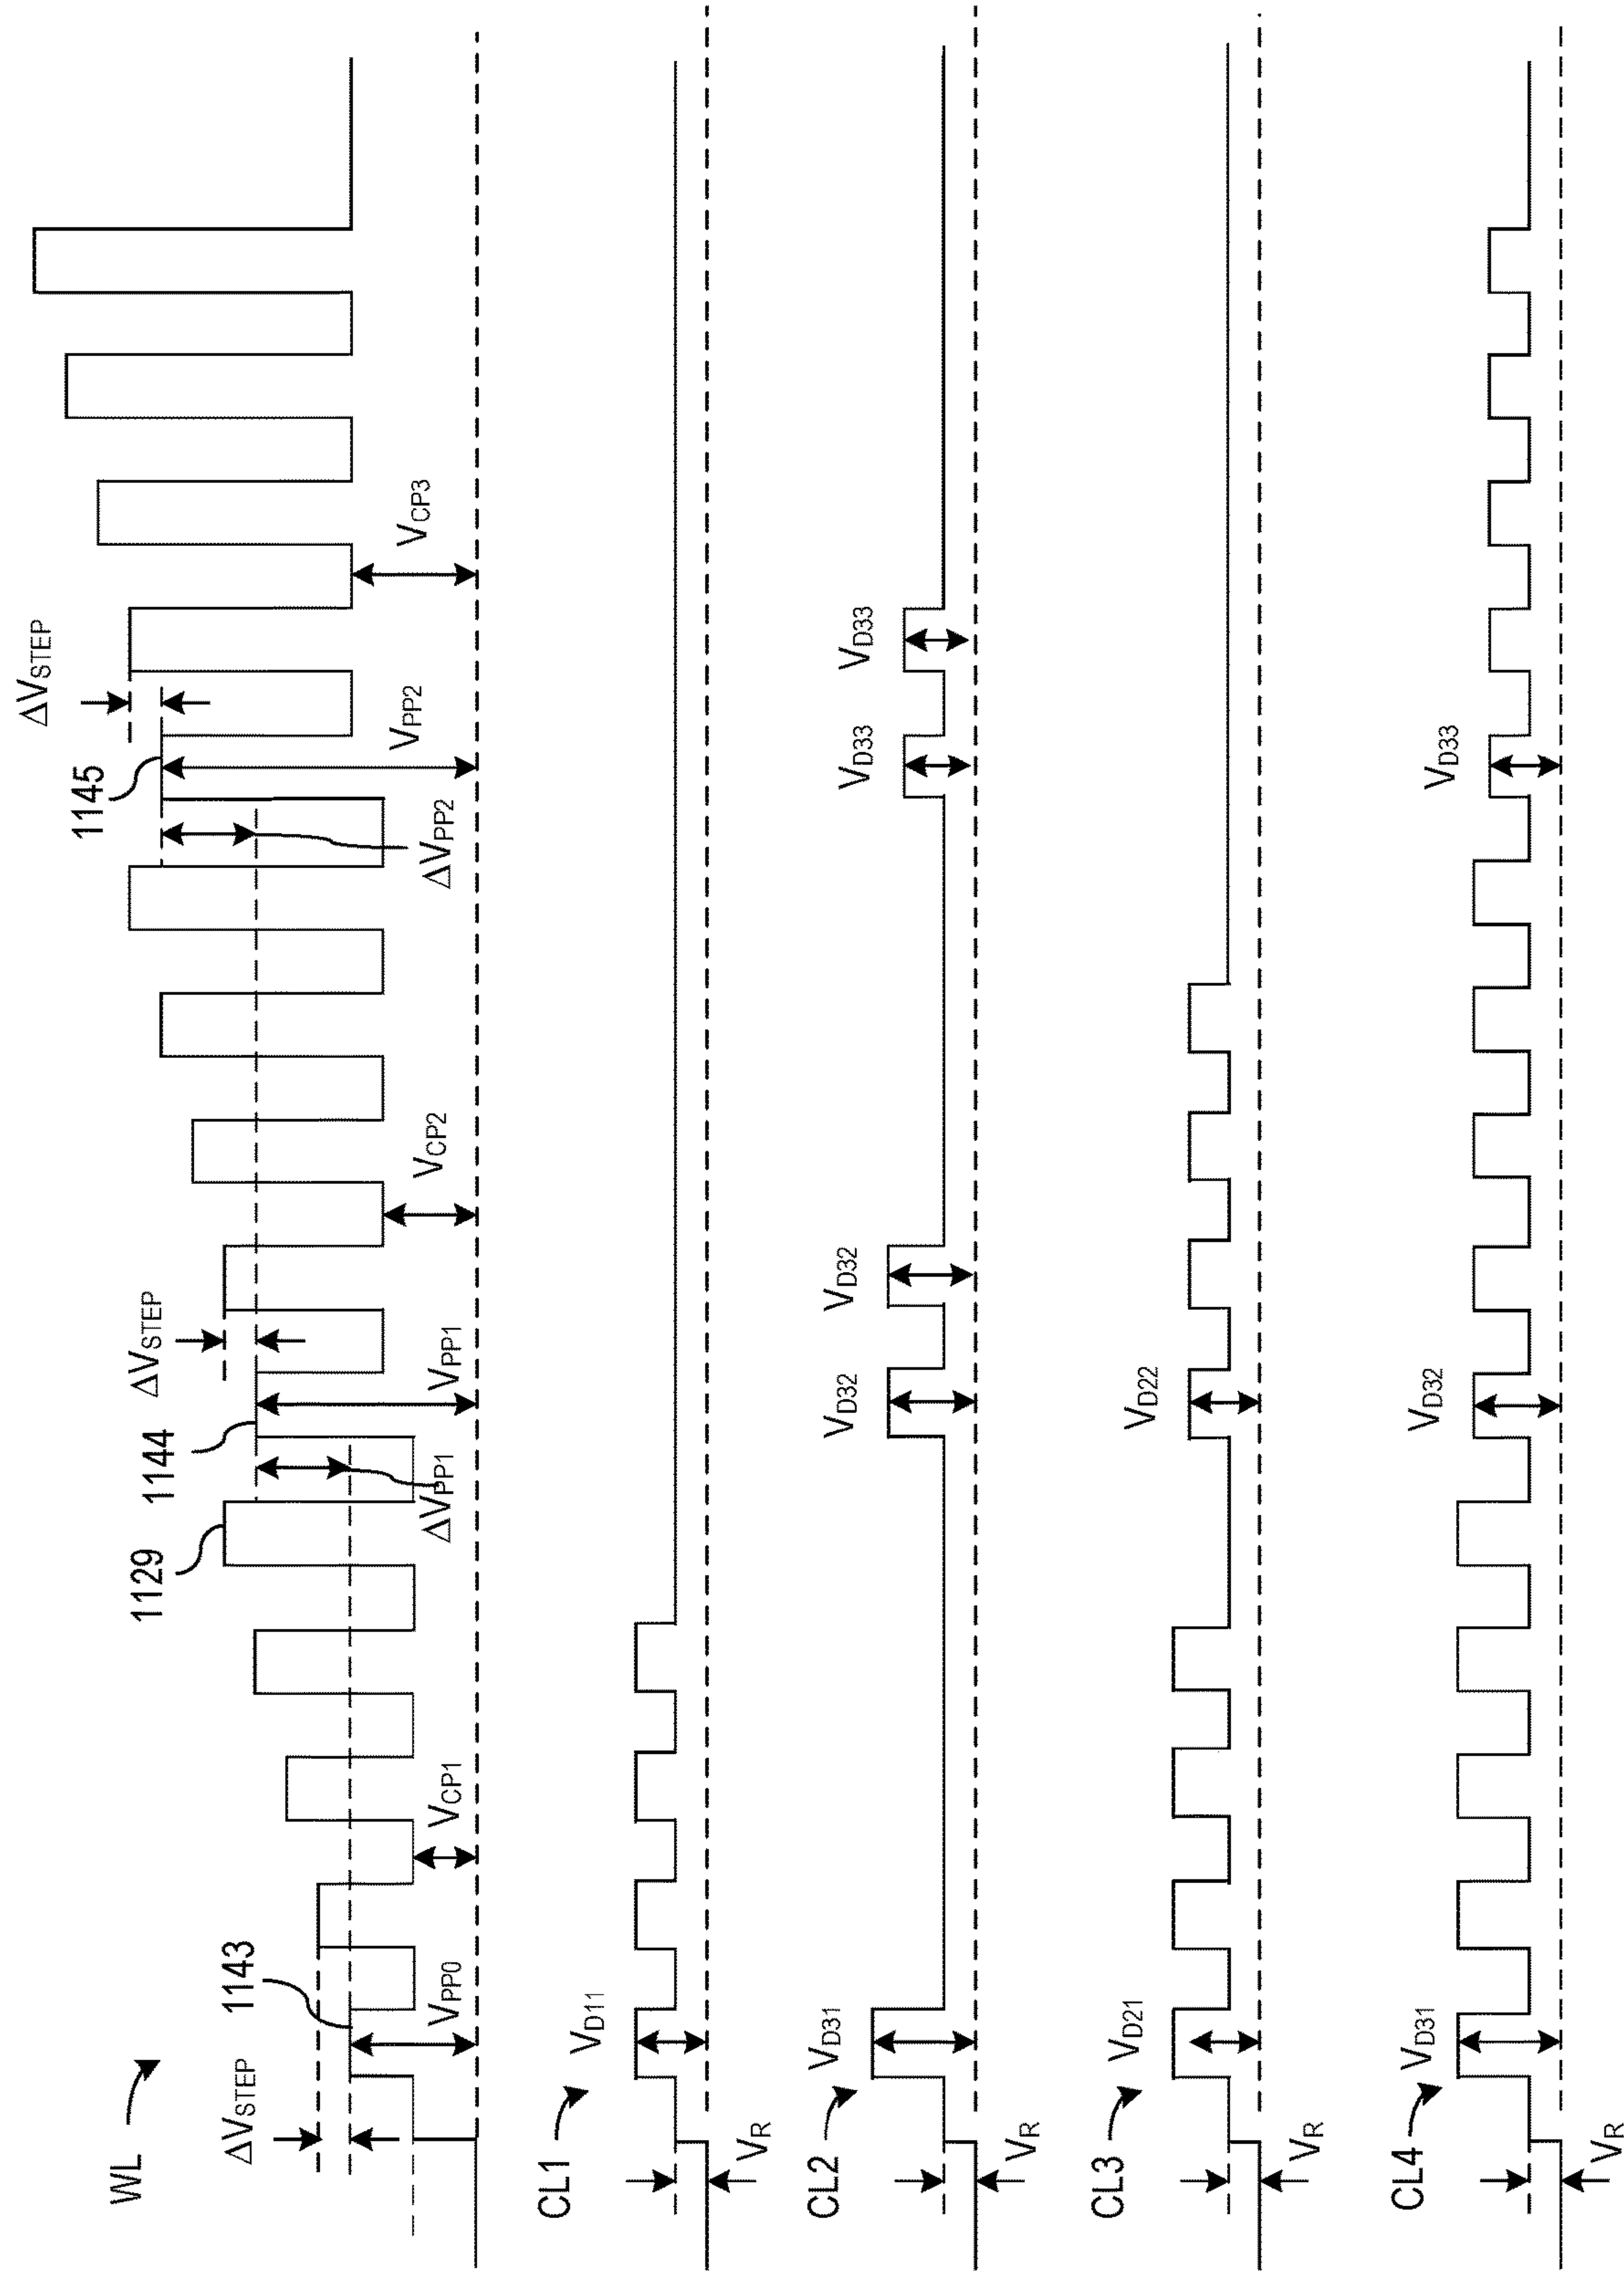 WL
ΔVSTEP
1143
VPP0
VCP1
1129
ΔVPP1
1144
ΔVSTEP
VPP1
VCP2
1145
ΔVPP2
ΔVSTEP
VPP2
VCP3
CL1
VR
VD11
CL2
VR
VD31
VD32
VD32
VD33
VD33
CL3
VR
VD21
VD22
CL4
VR
VD31
VD32
VD33